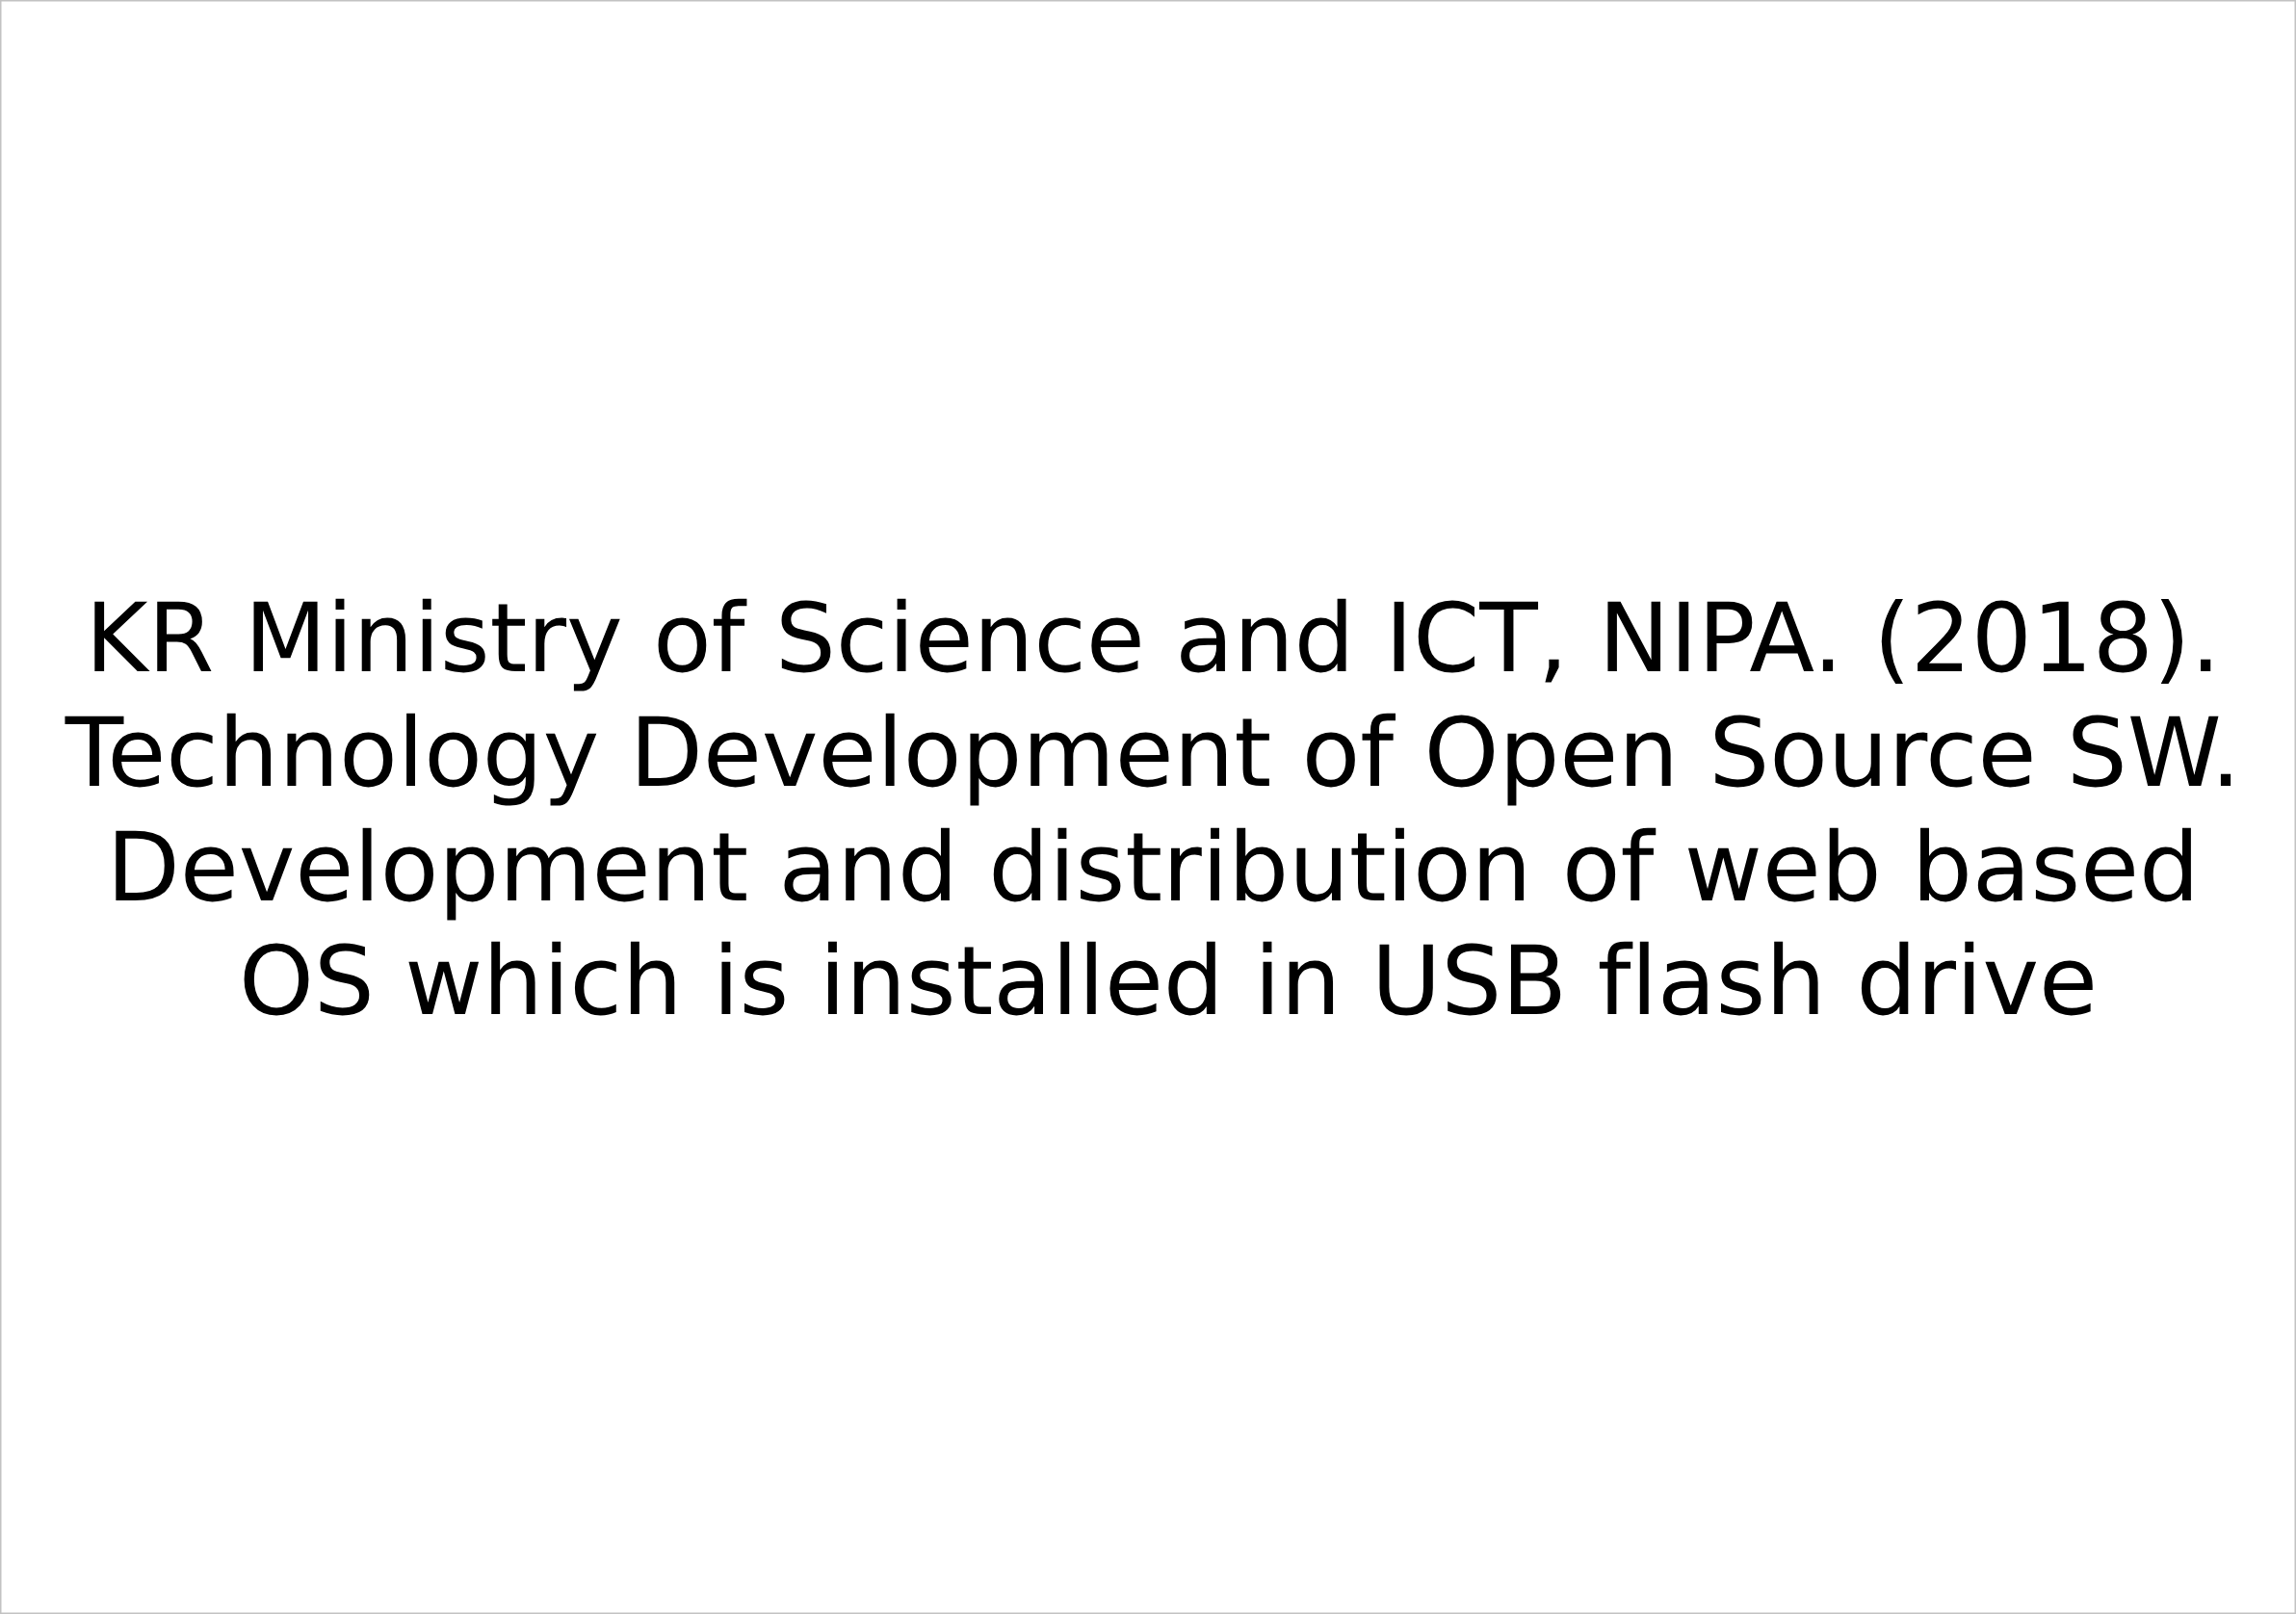 KR Ministry of Science and ICT, NIPA. (2018).
Technology Development of Open Source SW.
Development and distribution of web based
OS which is installed in USB flash drive